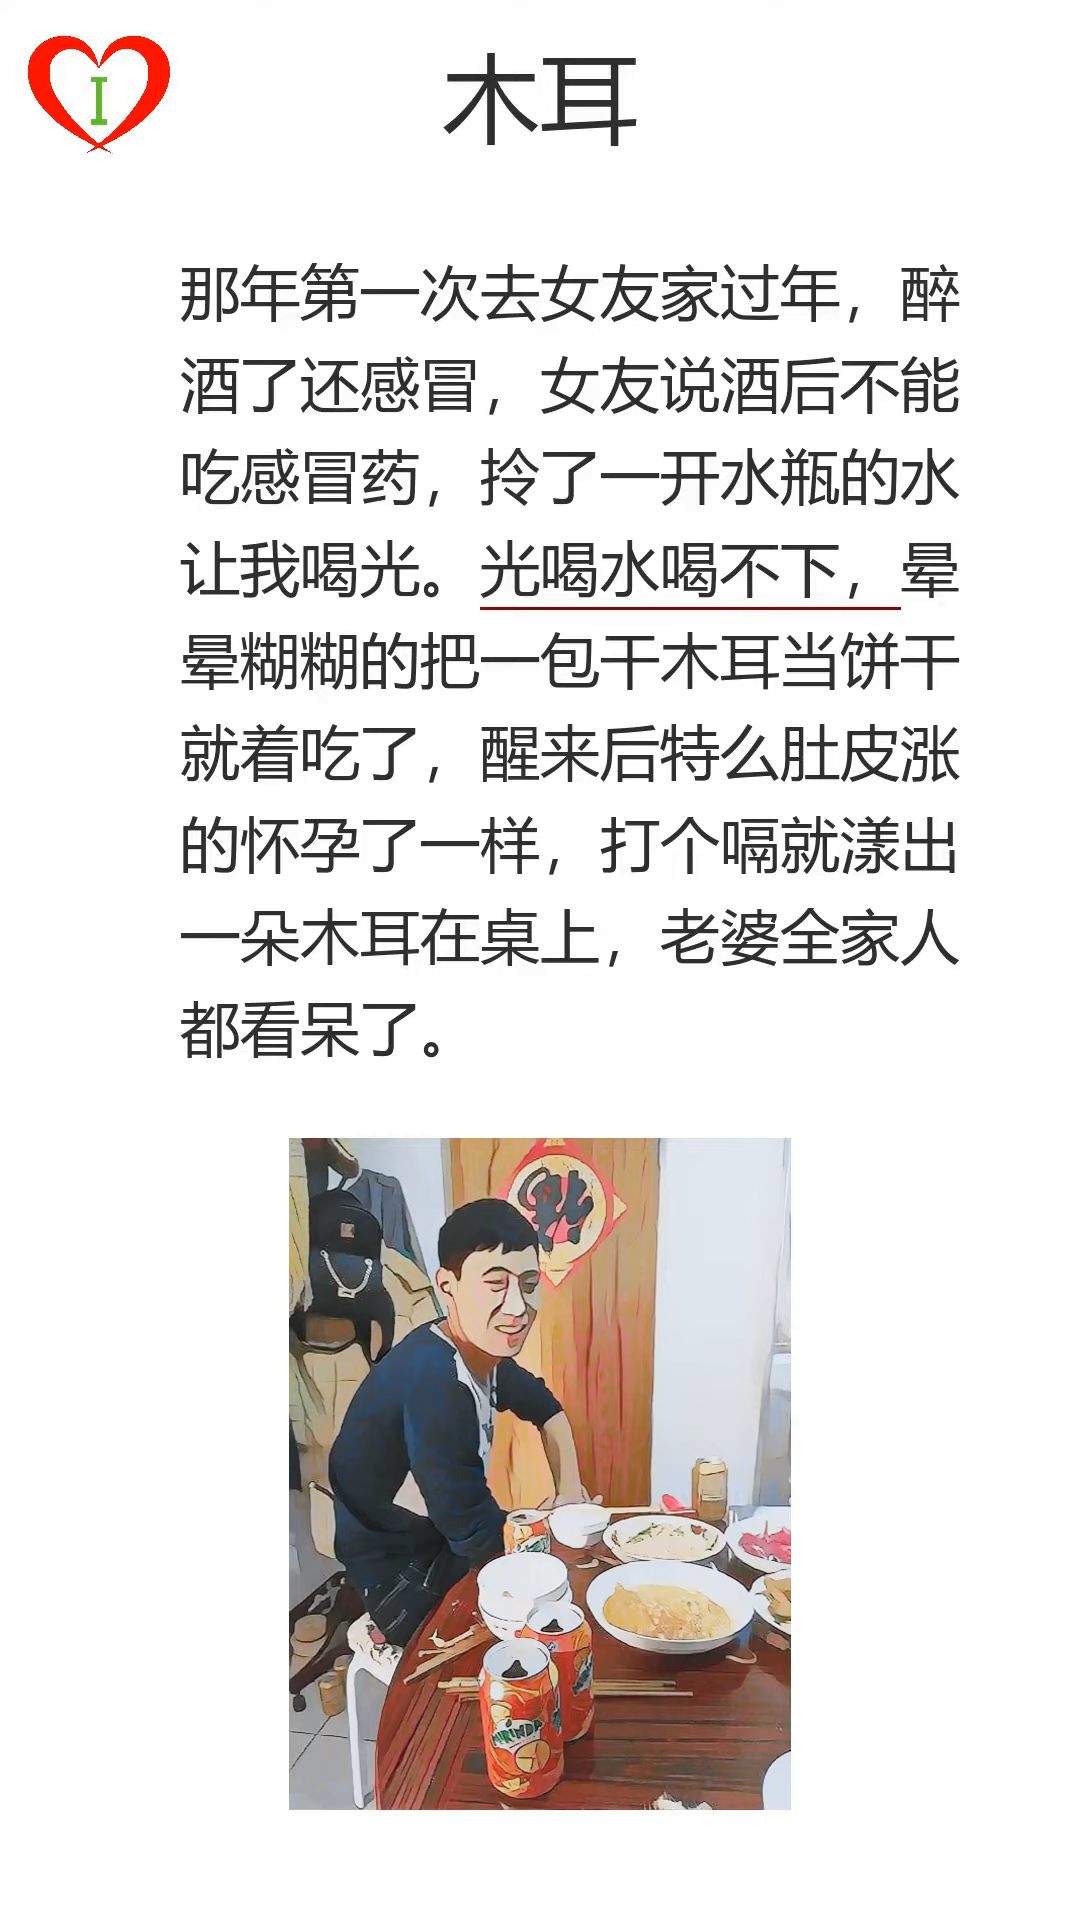 I
木耳
那年第一次去女友家过年，醉
酒了还感冒，女友说酒后不能
吃感冒药，拎了一开水瓶的水
让我喝光。光喝水喝不下，晕
晕糊糊的把一包干木耳当饼干
就着吃了，醒来后特么肚皮涨
的怀孕了一样，打个嗝就漾出
一朵木耳在桌上，老婆全家人
都看呆了。
MIRINDA